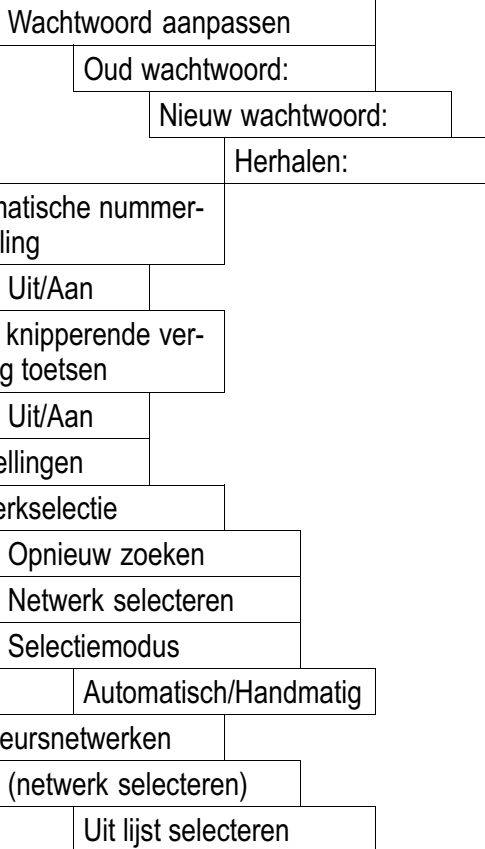 Wachtwoord aanpassen
Oud wachtwoord:
Nieuw wachtwoord:
Herhalen:
matische nummer-
ling
Uit/Aan
knipperende ver-
g toetsen
Uit/Aan
ellingen
erkselectie
Opnieuw zoeken
Netwerk selecteren
Selectiemodus
Automatisch/Handmatig
eursnetwerken
(netwerk selecteren)
Uit lijst selecteren